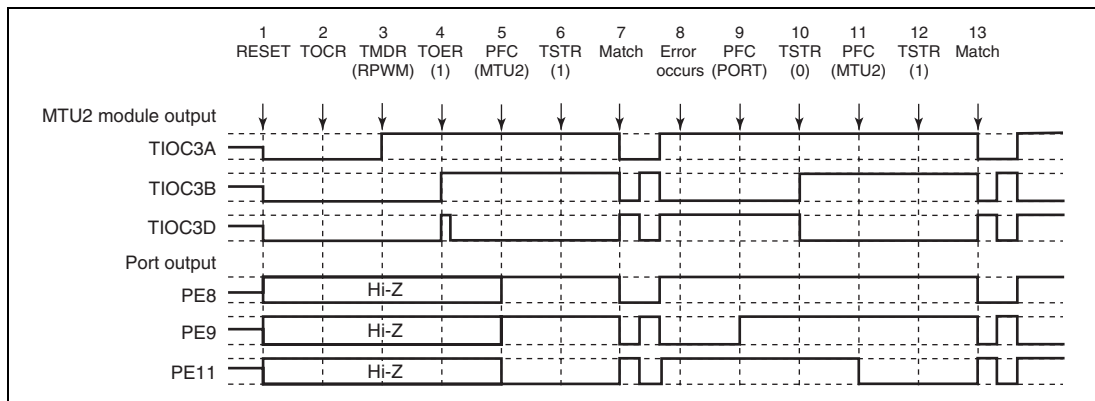 1 2 3 4 5 6 7 8 9 10 11 12 13
RESET TOCR TMDR TOER PFC TSTR Match Error PFC TSTR PFC TSTR Match
(RPWM) (1) (MTU2) (1) occurs (PORT) (0) (MTU2) (1)
MTU2 module output
TIOC3A
TIOC3B
TIOC3D
Port output
PE8 Hi-Z
PE9 Hi-Z
PE11 Hi-Z